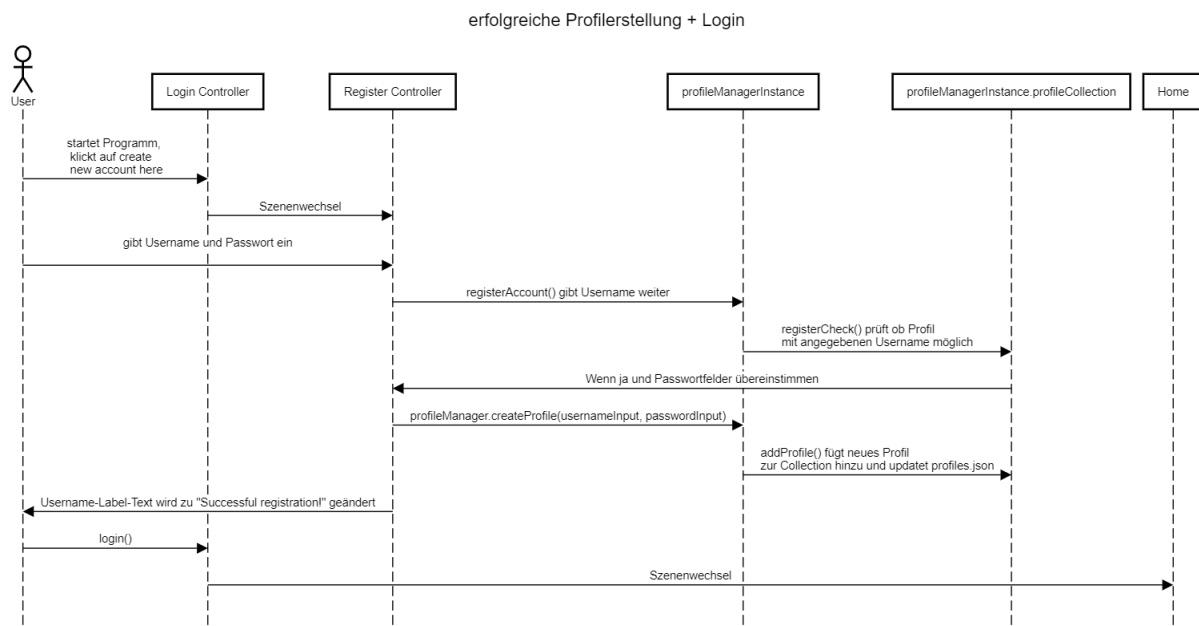 erfolgreiche Profilerstellung + Login
User
Login Controller
Register Controller
profileManagerInstance
profileManagerInstance.profileCollection
Home
startet Programm,
klickt auf create
new account here
Szenenwechsel
gibt Username und Passwort ein
registerAccount() gibt Username weiter
registerCheck() prüft ob Profil
mit angegebenen Username möglich
Wenn ja und Passwortfelder übereinstimmen
profileManager.createProfile(usernameInput, passwordInput)
addProfile() fügt neues Profil
zur Collection hinzu und updatet profiles.json
Username-Label-Text wird zu "Successful registration!" geändert
login()
Szenenwechsel